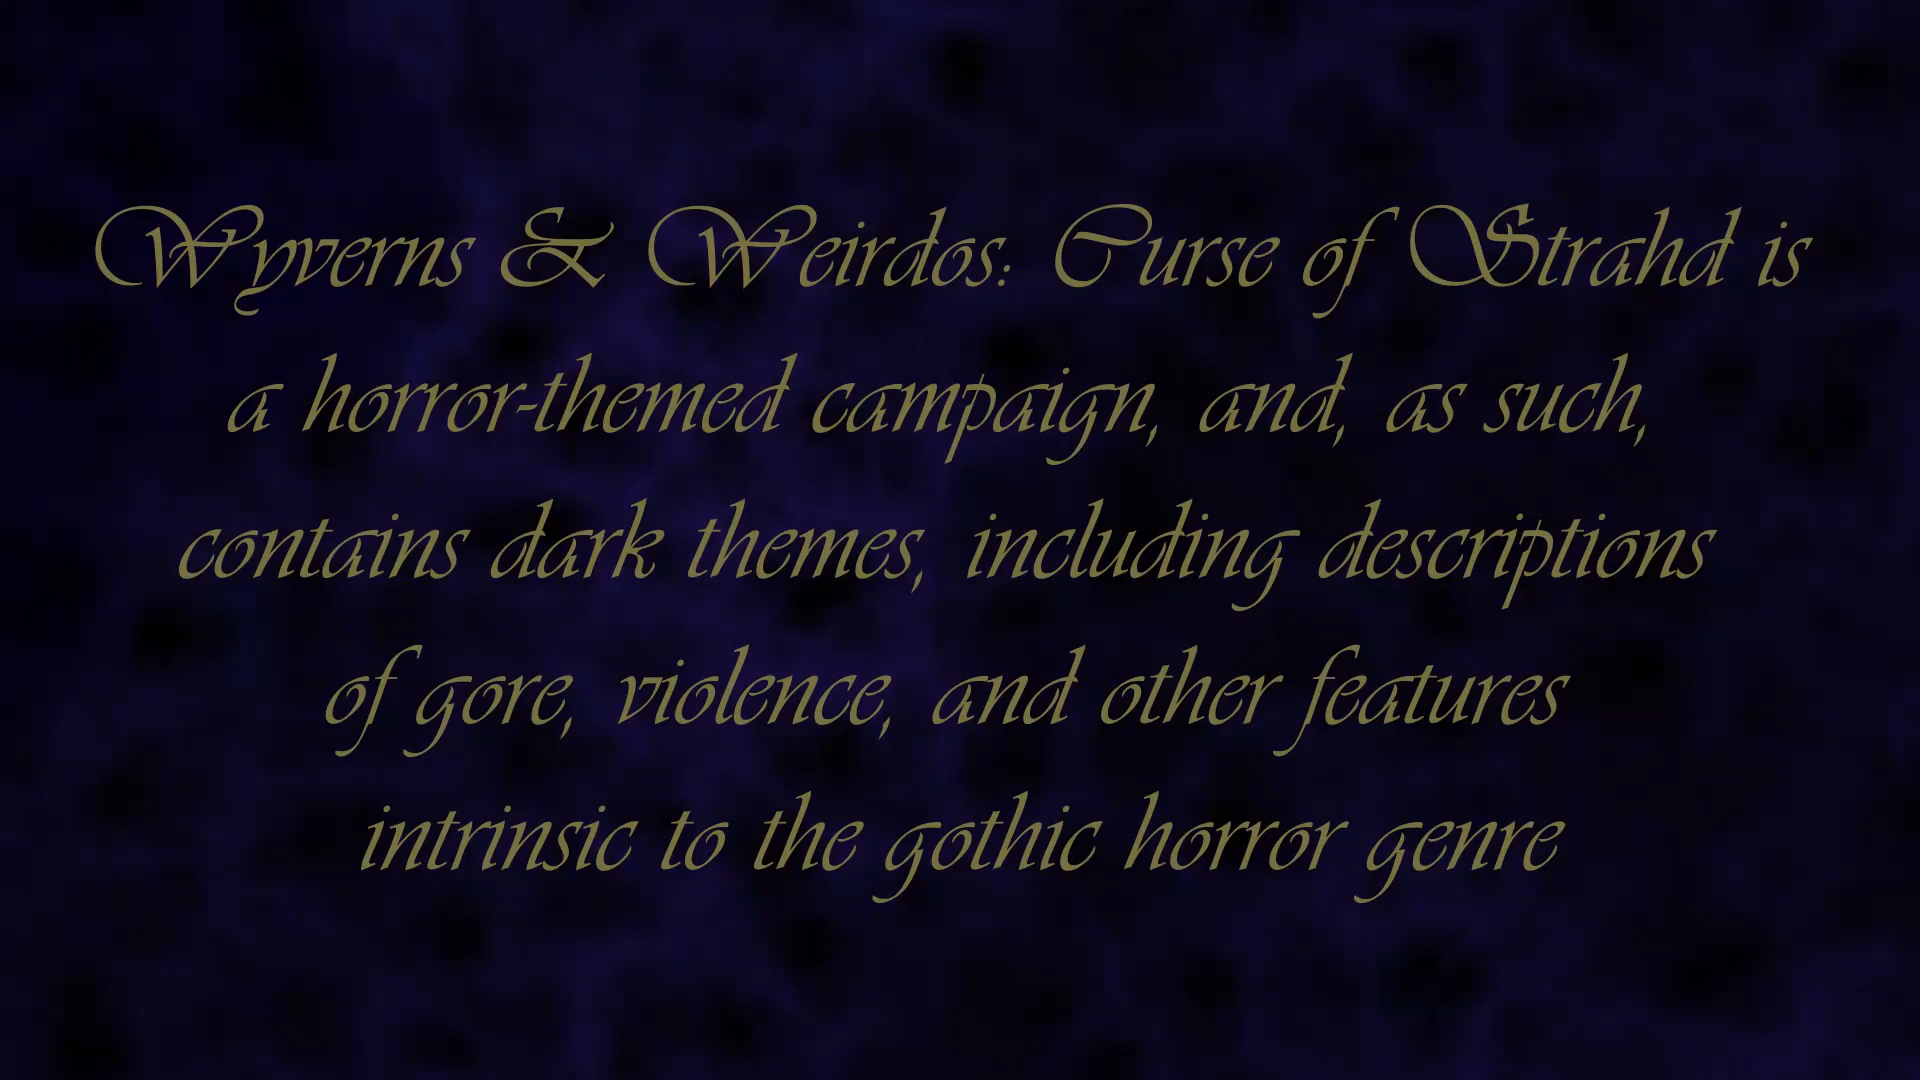 Wyverns & Weirdos: Curse of Strahd is
a horror-themed campaign, and, as such,
contains dark themes, including descriptions
of gore, violence, and other features
intrinsic to the gothic horror genre